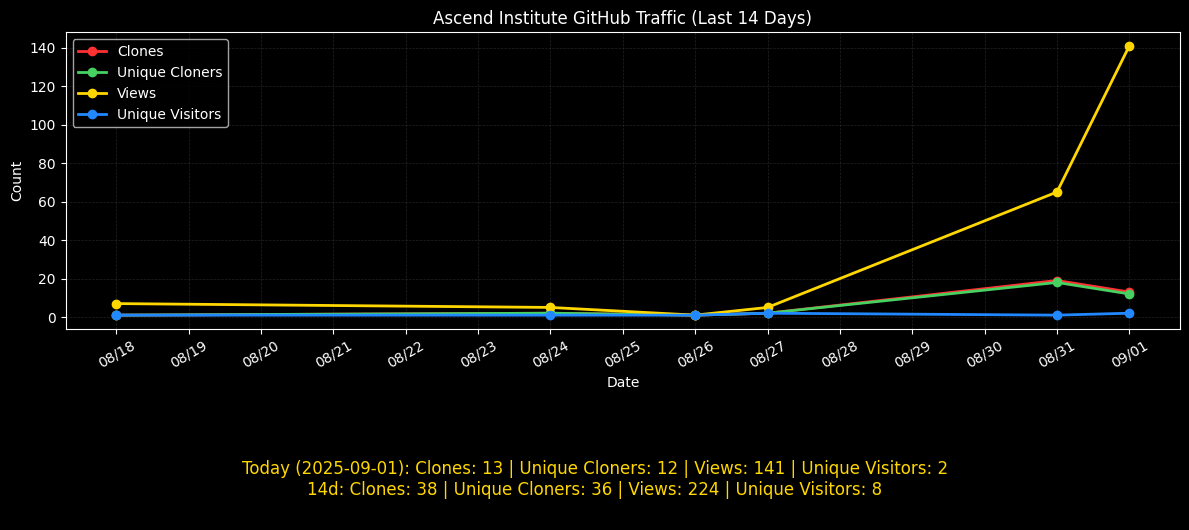 Ascend Institute GitHub Traffic (Last 14 Days)
Clones
Unique Cloners
Views
Unique Visitors
140
120
100
80
60
40
20
0
Count
08/18 08/19 08/20 08/21 08/22 08/23 08/24 08/25 08/26 08/27 08/28 08/29 08/30 08/31 09/01
Date
Today (2025-09-01): Clones: 13 | Unique Cloners: 12 | Views: 141 | Unique Visitors: 2
14d: Clones: 38 | Unique Cloners: 36 | Views: 224 | Unique Visitors: 8